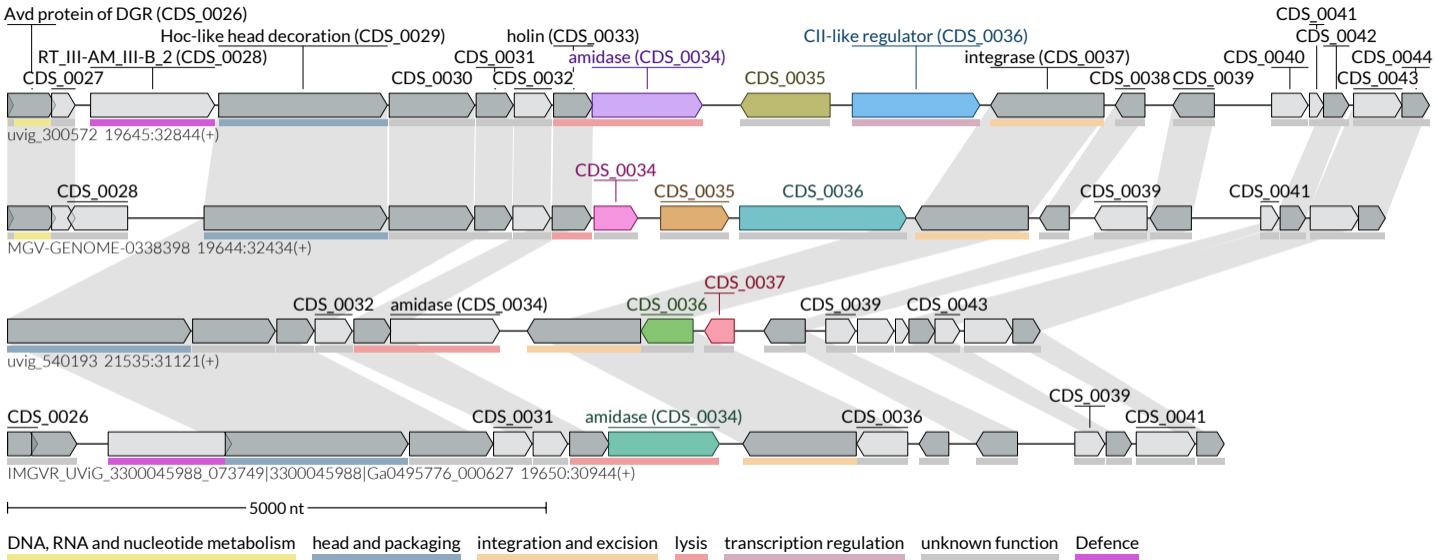 Avd protein of DGR (CDS_0026)
CDS_0041
Hoc-like head decoration (CDS_0029) holin (CDS_0033) CII-like regulator (CDS_0036) CDS_0042
RT_III-AM_III-B_2 (CDS_0028) CDS_0031 amidase (CDS_0034) integrase (CDS_0037) CDS_0040 CDS_0044
CDS_0027 CDS_0030 CDS_0032 CDS_0035 CDS_0038 CDS_0039 CDS_0043
uvig_300572 19645:32844(+)
CDS_0034
CDS_0028 CDS_0035 CDS_0036 CDS_0039 CDS_0041
MGV-GENOME-0338398 19644:32434(+)
CDS_0037
CDS_0032 amidase (CDS_0034) CDS_0036 CDS_0039 CDS_0043
uvig_540193 21535:31121(+)
CDS_0039
CDS_0026 CDS_0031 amidase (CDS_0034) CDS_0036 CDS_0041
IMGVR_UViG_3300045988_073749|3300045988|Ga0495776_000627 19650:30944(+)
5000 nt
DNA, RNA and nucleotide metabolism head and packaging integration and excision lysis transcription regulation unknown function Defence